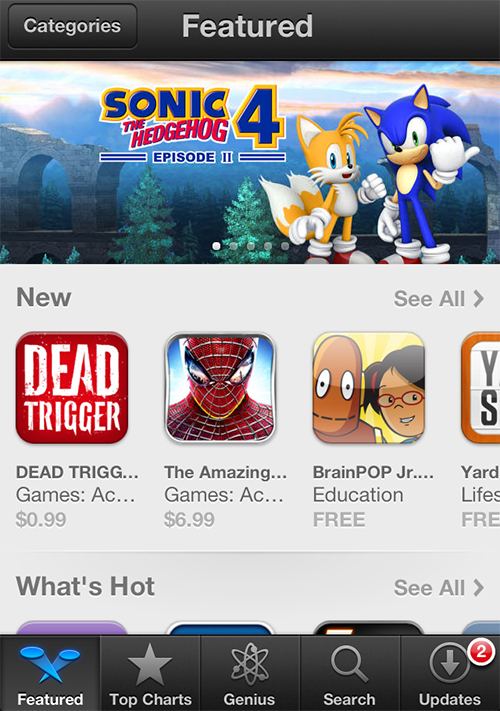 Categories
Featured
SONIC
THE
HEDGEHOG
4
EPISODE II
New
See All
DEAD
TRIGGER
DEAD TRIGG...
Games: Ac...
$0.99
The Amazing...
Games: Ac...
$6.99
BrainPOP Jr....
Education
FREE
YA
S
Yard
Lifes
FRE
What's Hot
See All
Featured
Top Charts
Genius
Search
2
Updates